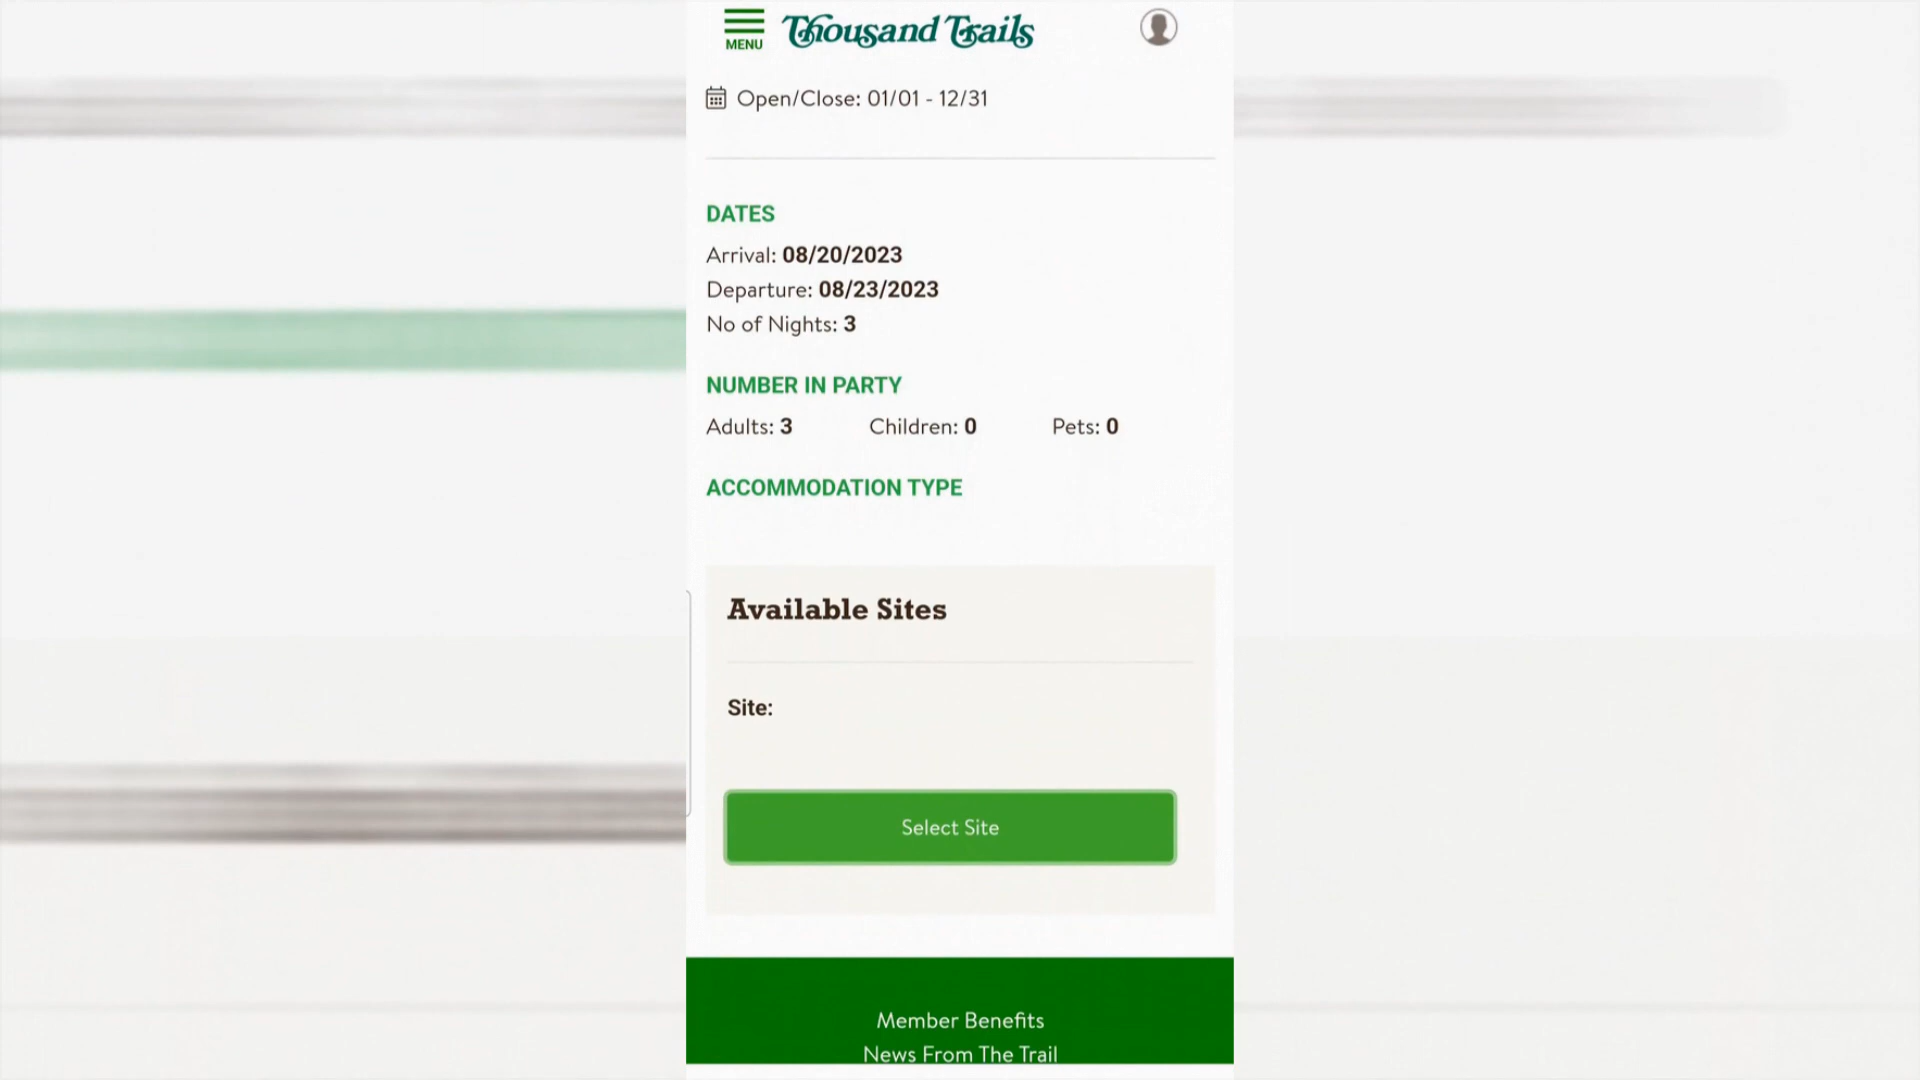 MENU
Thousand Trails
Open/Close: 01/01 - 12/31
DATES
Arrival: 08/20/2023
Departure: 08/23/2023
No of Nights: 3
NUMBER IN PARTY
Adults: 3 Children: 0 Pets: 0
ACCOMMODATION TYPE
Available Sites
Site:
Select Site
Member Benefits
News From The Trail